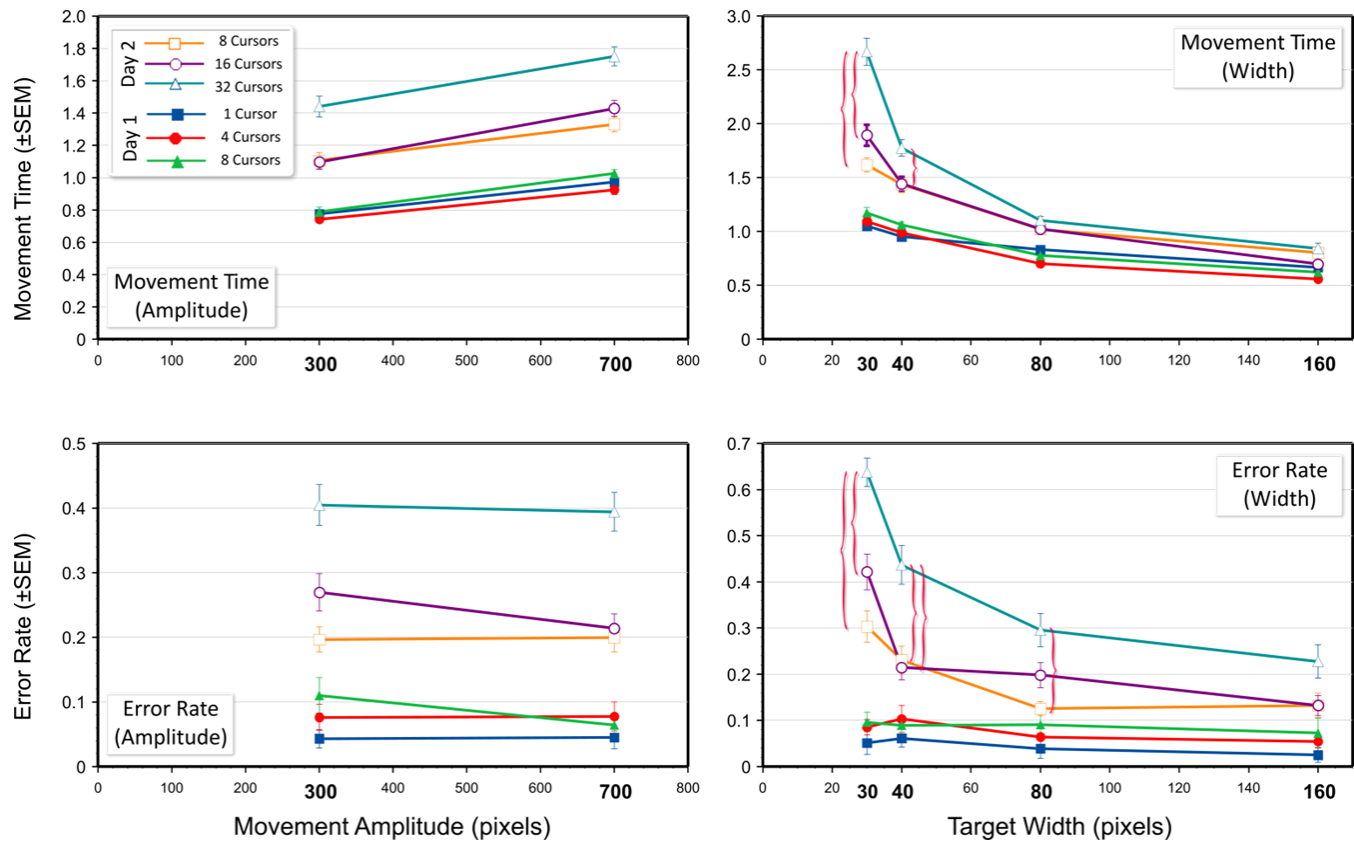 Movement Time (±SEM)
2.0
1.8
1.6
1.4
1.2
1.0
0.8
0.6
0.4
0.2
0
Day 2
8 Cursors
16 Cursors
32 Cursors
Day 1
1 Cursor
4 Cursors
8 Cursors
Movement Time
(Amplitude)
0 100 200 300 400 500 600 700 800
3.0
2.5
2.0
1.5
1.0
0.5
0
Movement Time
(Width)
0 20 30 40 60 80 100 120 140 160
Error Rate (±SEM)
0.5
0.4
0.3
0.2
0.1
0
Error Rate
(Amplitude)
0 100 200 300 400 500 600 700 800
Movement Amplitude (pixels)
0.7
0.6
0.5
0.4
0.3
0.2
0.1
0
Error Rate
(Width)
0 20 30 40 60 80 100 120 140 160
Target Width (pixels)